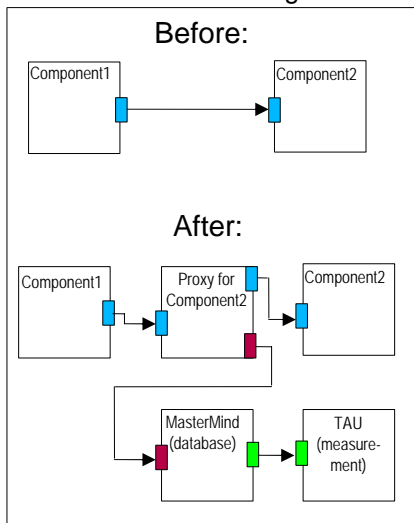 Before:
Component1
Component2
After:
Component1
Proxy for
Component2
Component2
MasterMind
(database)
TAU
(measure-
ment)